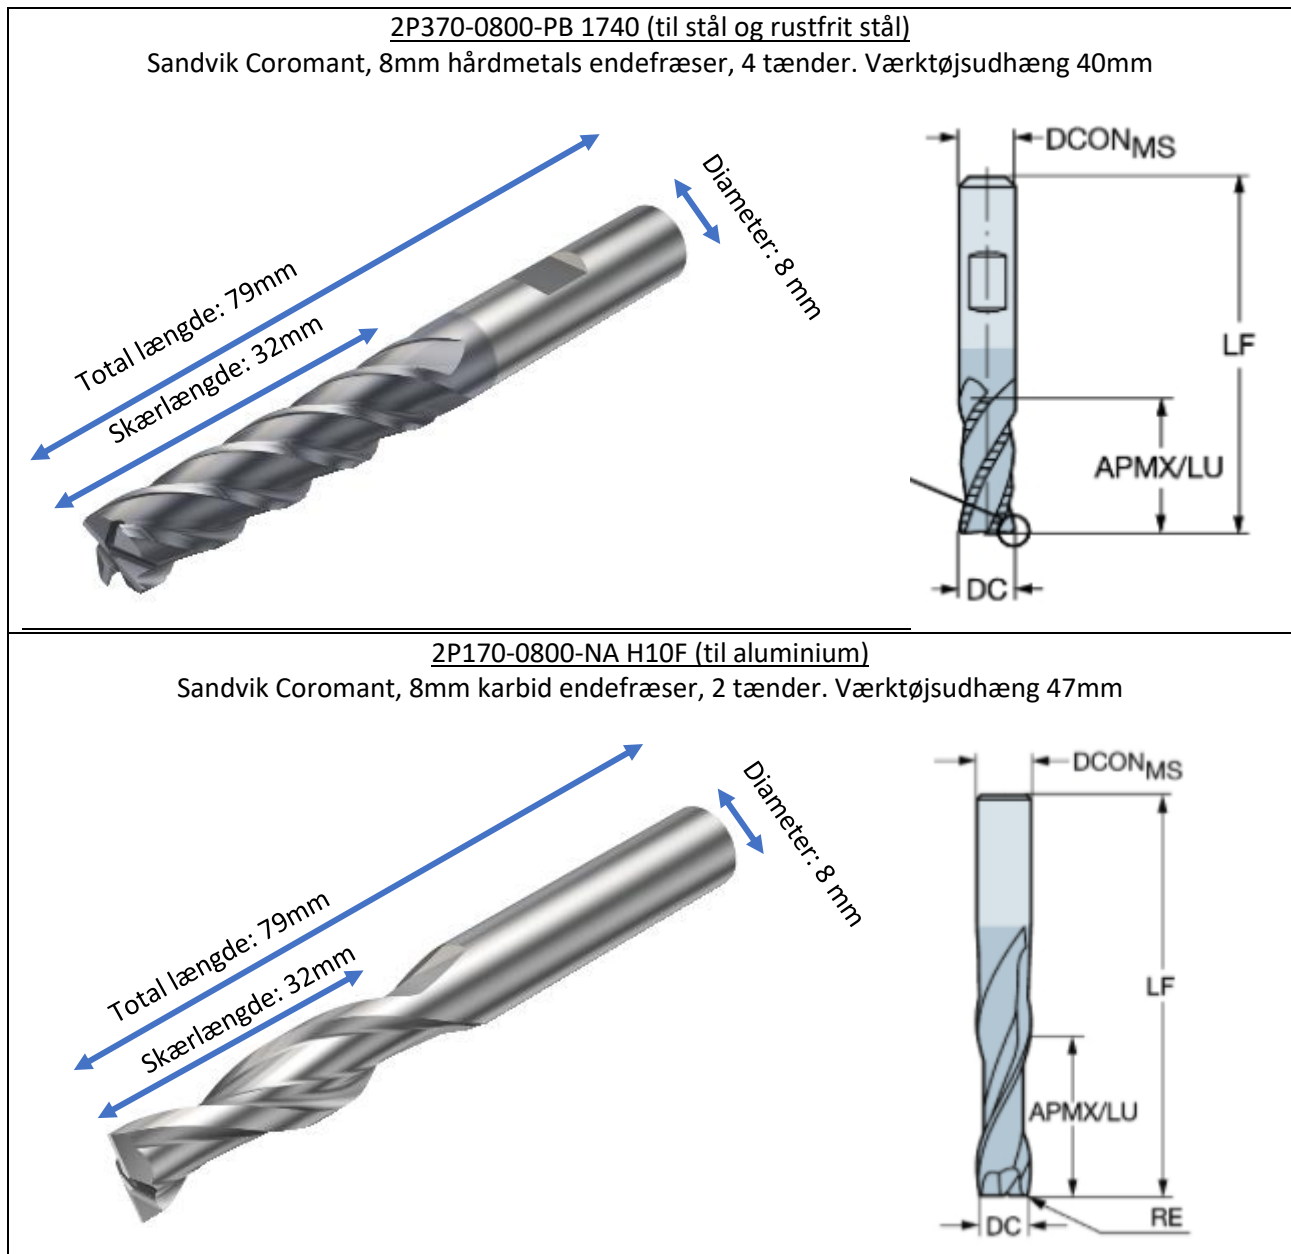 2P370-0800-PB 1740 (til stål og rustfrit stål)
Sandvik Coromant, 8mm hårdmetals endefræser, 4 tænder. Værktøjsudhæng 40mm
Total længde: 79mm
Skærlængde: 32mm
Diameter: 8 mm
DCONMS
LF
APMX/LU
DC
2P170-0800-NA H10F (til aluminium)
Sandvik Coromant, 8mm karbid endefræser, 2 tænder. Værktøjsudhæng 47mm
Total længde: 79mm
Skærlængde: 32mm
Diameter: 8 mm
DCONMS
LF
APMX/LU
RE
DC